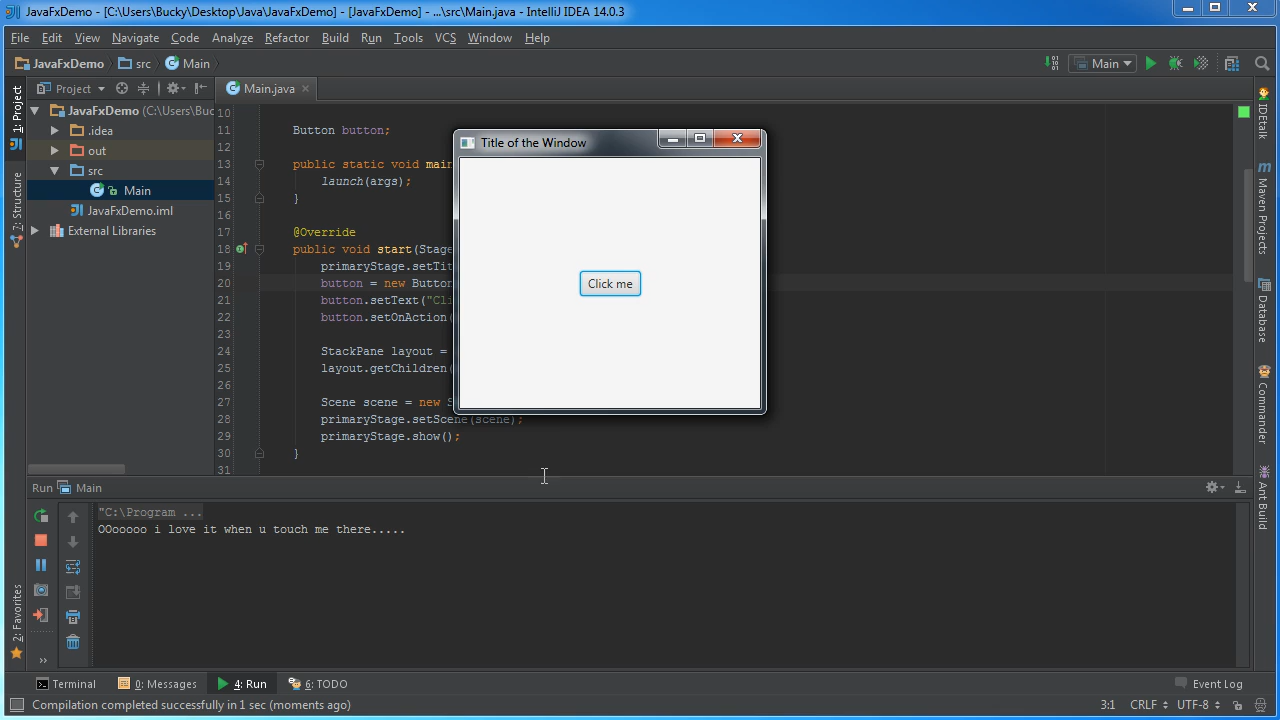 JavaFxDemo - [C:\Users\Bucky\Desktop\Java\JavaFxDemo] - [JavaFxDemo] - ...\src\Main.java - IntelliJ IDEA 14.0.3
File Edit View Navigate Code Analyze Refactor Build Run Tools VCS Window Help
JavaFxDemo src Main
Main
Project
Main.java
1: Project
7: Structure
2: Favorites
JavaFxDemo (C:\Users\Buc
.idea
out
src
Main
JavaFxDemo.iml
External Libraries
10
11 Button button;
12
13 public static void main
14 launch(args);
15 }
16
17 @Override
18 public void start(Stage
19 primaryStage.setTit
20 button = new Button
21 button.setText("Cli
22 button.setOnAction(
23
24 StackPane layout =
25 layout.getChildren(
26
27 Scene scene = new S
28 primaryStage.setScene(scene);
29 primaryStage.show();
30 }
31
Title of the Window
Click me
IDEtalk
Maven Projects
Database
Commander
Ant Build
Run Main
"C:\Program ...
OOooooo i love it when u touch me there.....
Terminal 0: Messages 4: Run 6: TODO Event Log
Compilation completed successfully in 1 sec (moments ago) 3:1 CRLF UTF-8